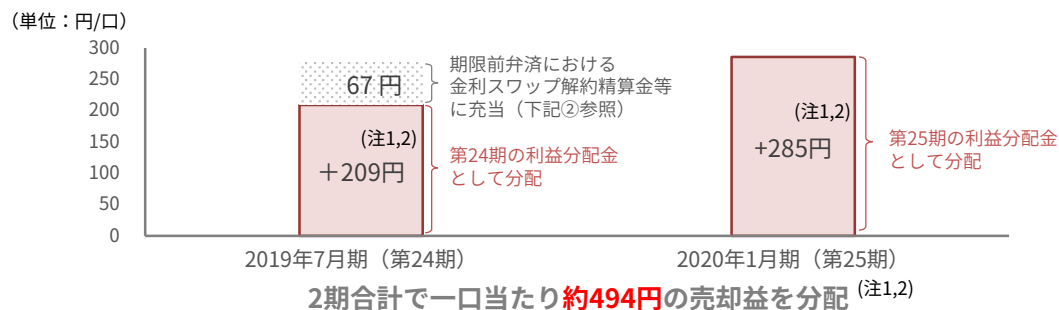 （単位：円/口）
300
250
200
150
100
50
0
67 円
期限前弁済における
金利スワップ解約精算金等
に充当（下記②参照）
(注1,2)
＋209円
第24期の利益分配金
として分配
(注1,2)
+285円
第25期の利益分配金
として分配
2019年7月期（第24期）
2020年1月期（第25期）
2期合計で一口当たり約494円の売却益を分配 (注1,2)